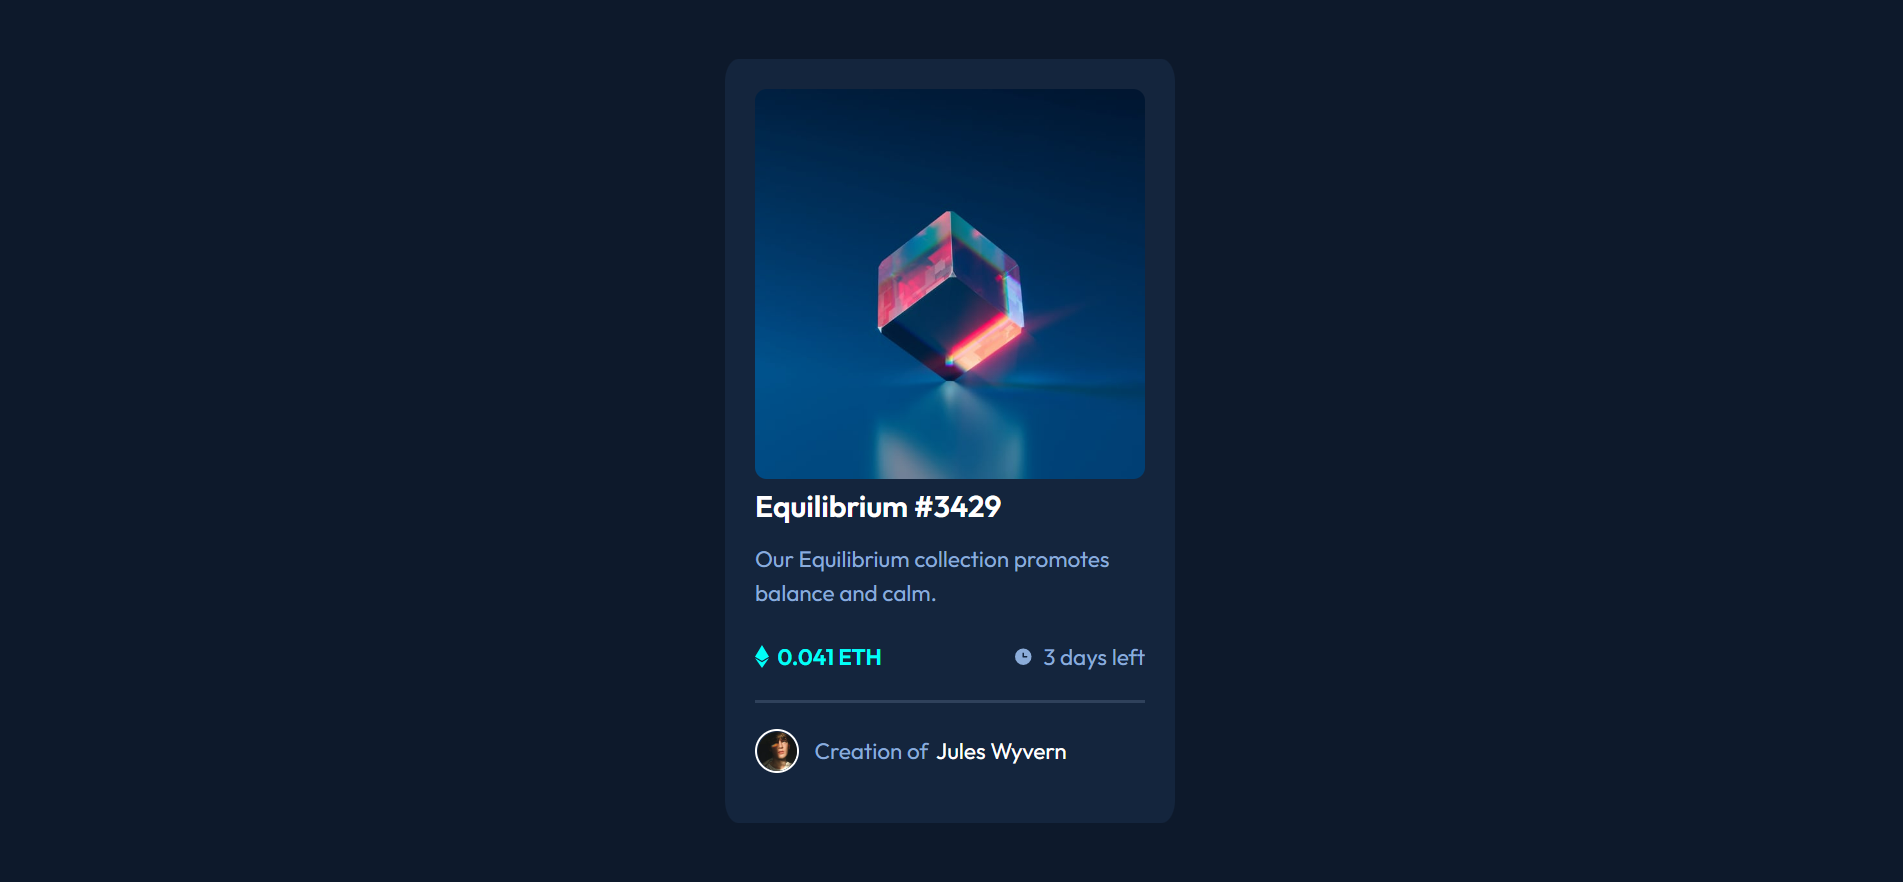 Equilibrium #3429
Our Equilibrium collection promotes
balance and calm.
0.041 ETH
3 days left
Creation of Jules Wyvern